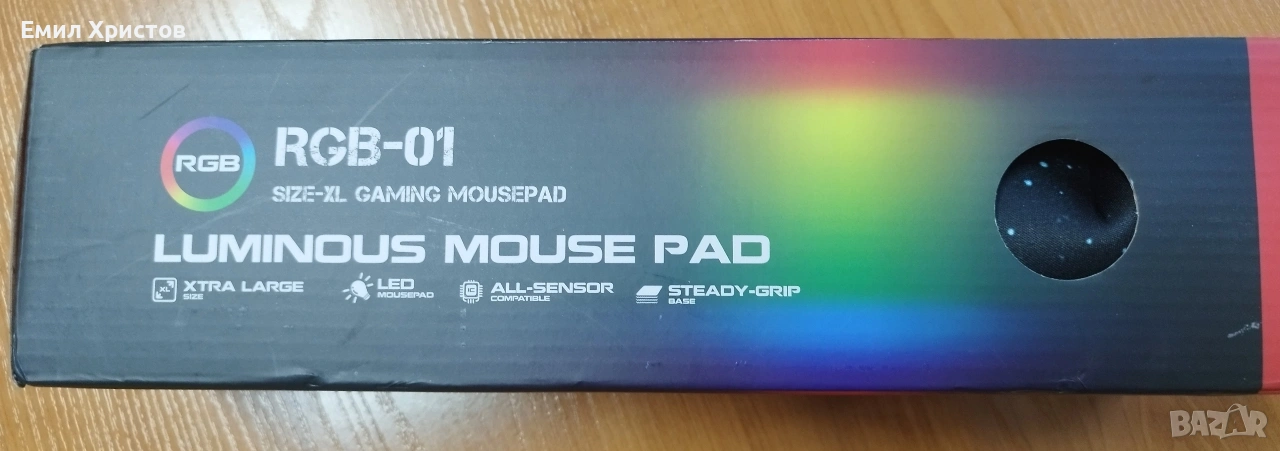 Емил Христов
RGB
RGB-01
SIZE-XL GAMING MOUSEPAD
LUMINOUS MOUSE PAD
XL XTRA LARGE
SIZE
LED
MOUSEPAD
ALL-SENSOR
COMPATIBLE
STEADY-GRIP
BASE
BAZAR